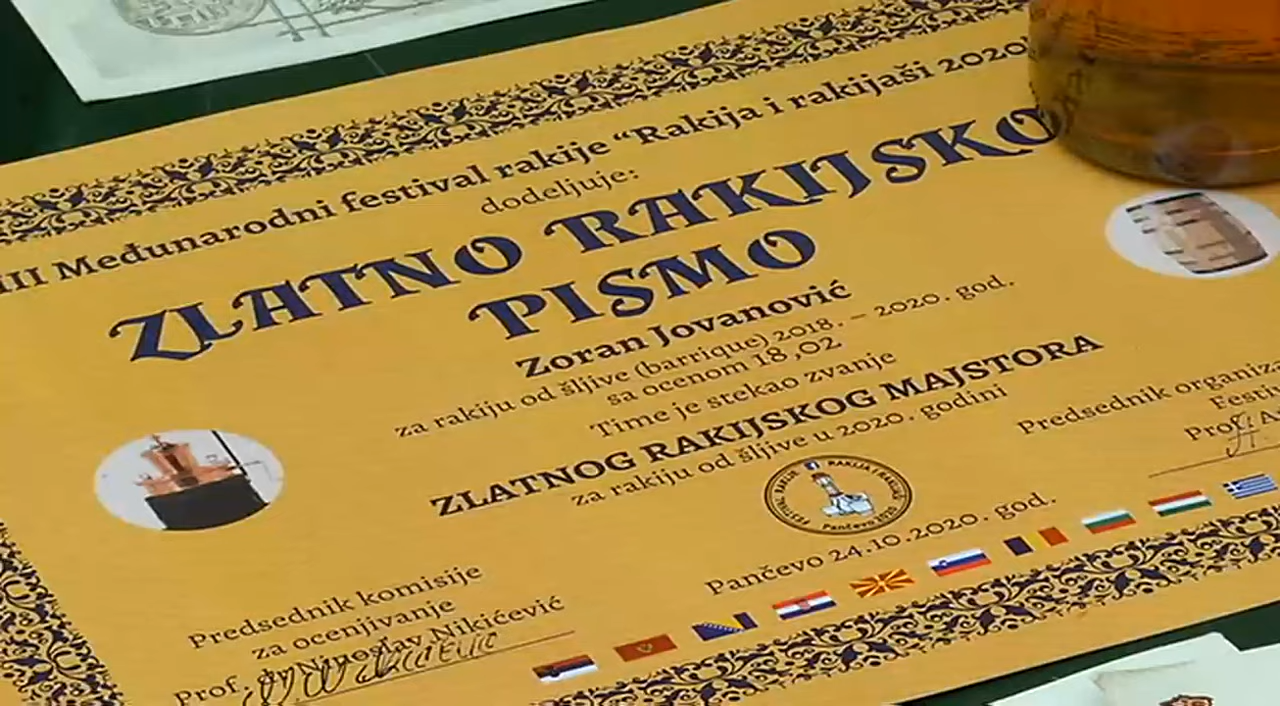 III Međunarodni festival rakije “Rakija i rakijaši 2020
dodeljuje:
ZLATNO RAKIJSKO
PISMO
Zoran Jovanović
za rakiju od šljive (barrique) 2018. – 2020. god.
sa ocenom 18,02
Time je stekao zvanje
ZLATNOG RAKIJSKOG MAJSTORA
za rakiju od šljive u 2020. godini
Pančevo 2020
Pančevo 24.10.2020. god.
Predsednik komisije
za ocenjivanje
Prof. dr Nikićević
Predsednik
Prof.